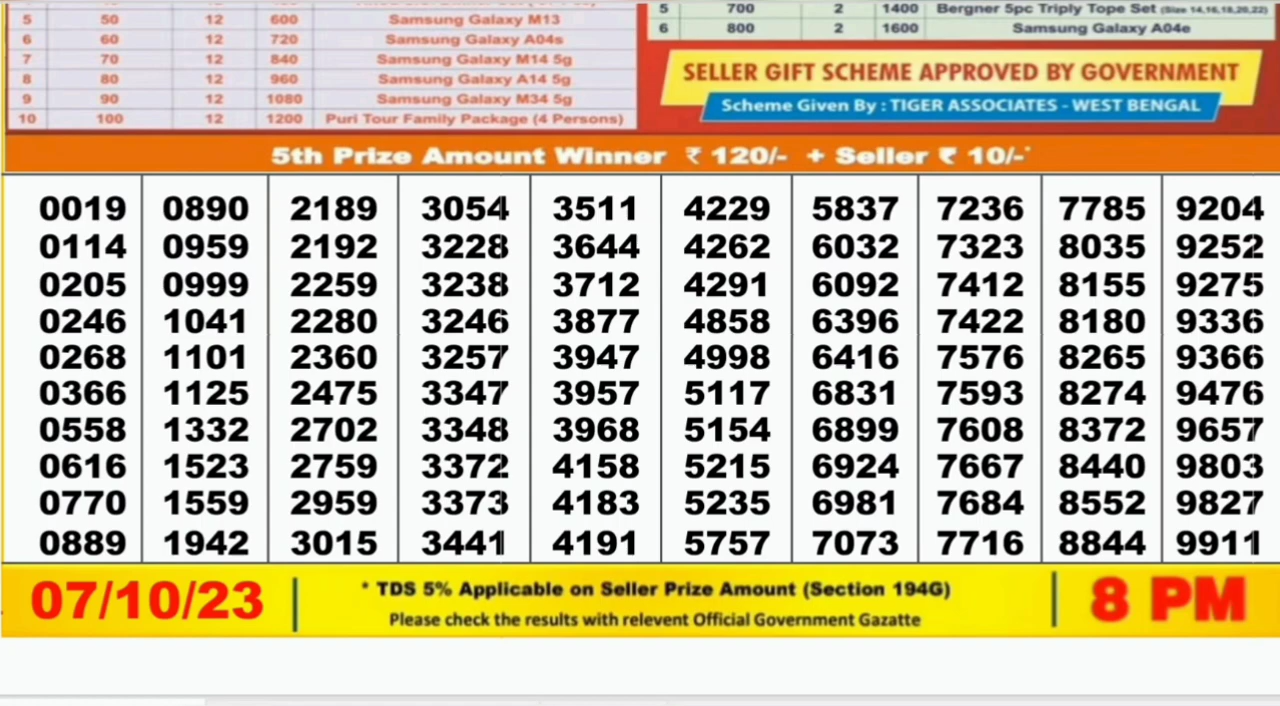 5 50 12 600 Samsung Galaxy M13
6 60 12 720 Samsung Galaxy A04s
7 70 12 840 Samsung Galaxy M14 5g
8 80 12 960 Samsung Galaxy A14 5g
9 90 12 1080 Samsung Galaxy M34 5g
10 100 12 1200 Puri Tour Family Package (4 Persons)
5 700 2 1400 Bergner 5pc Triply Tope Set (Size 14,16,18,20,22)
6 800 2 1600 Samsung Galaxy A04e
SELLER GIFT SCHEME APPROVED BY GOVERNMENT
Scheme Given By : TIGER ASSOCIATES - WEST BENGAL
5th Prize Amount Winner ₹ 120/- + Seller ₹ 10/-*
0019 0890 2189 3054 3511 4229 5837 7236 7785 9204
0114 0959 2192 3228 3644 4262 6032 7323 8035 9252
0205 0999 2259 3238 3712 4291 6092 7412 8155 9275
0246 1041 2280 3246 3877 4858 6396 7422 8180 9336
0268 1101 2360 3257 3947 4998 6416 7576 8265 9366
0366 1125 2475 3347 3957 5117 6831 7593 8274 9476
0558 1332 2702 3348 3968 5154 6899 7608 8372 9657
0616 1523 2759 3372 4158 5215 6924 7667 8440 9803
0770 1559 2959 3373 4183 5235 6981 7684 8552 9827
0889 1942 3015 3441 4191 5757 7073 7716 8844 9911
07/10/23
* TDS 5% Applicable on Seller Prize Amount (Section 194G)
Please check the results with relevent Official Government Gazatte
8 PM